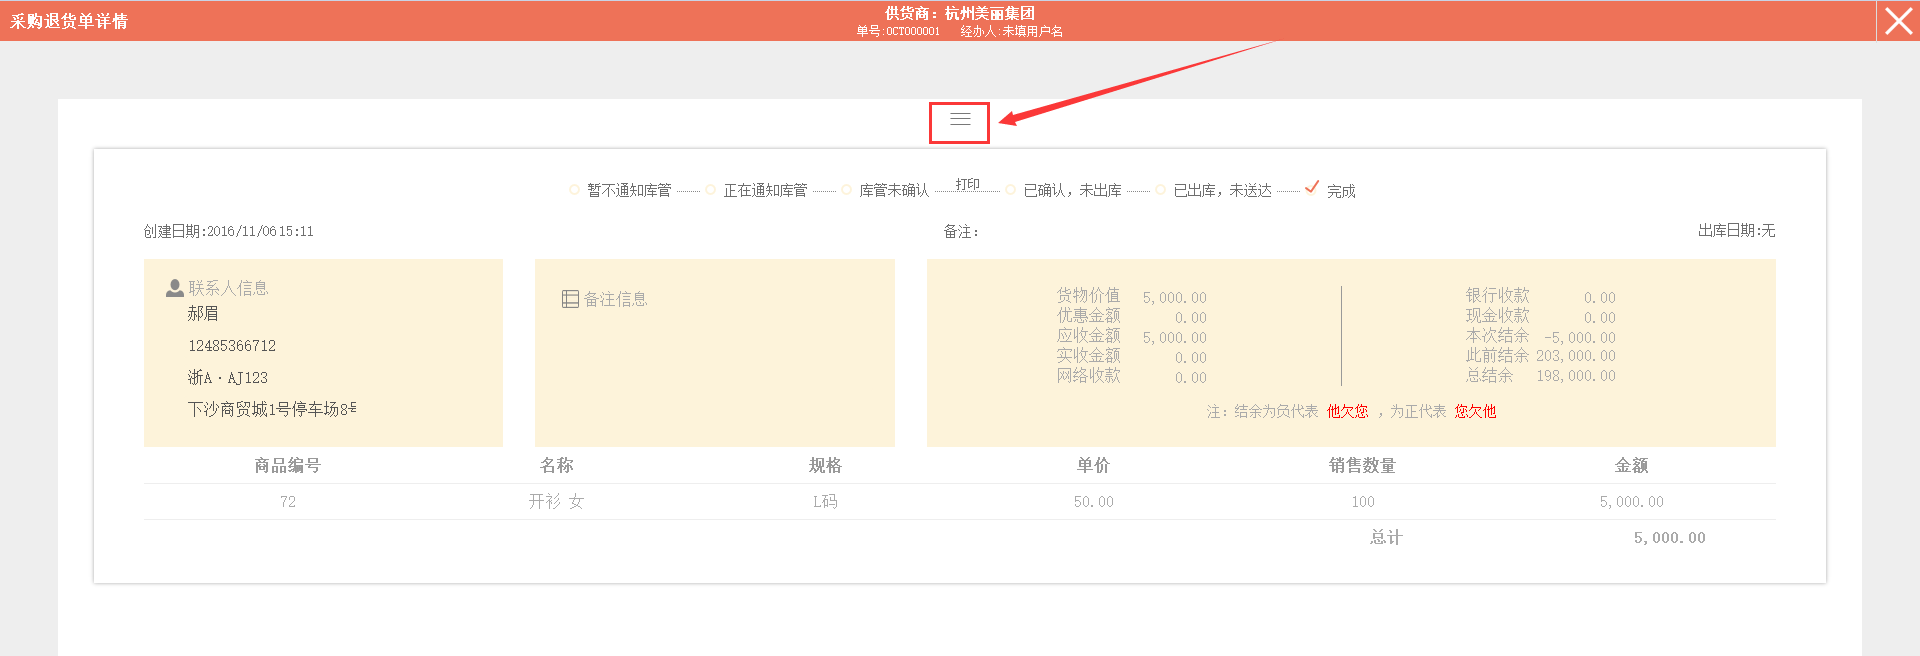 采购退货单详情
供货商：杭州美丽集团
单号:OCT000001 经办人:未填用户名
暂不通知库管 正在通知库管 库管未确认 打印 已确认，未出库 已出库，未送达 完成
创建日期:2016/11/06 15:11 备注： 出库日期:无
联系人信息
郝眉
12485366712
浙A·AJ123
下沙商贸城1号停车场8号
备注信息
货物价值 5,000.00
优惠金额 0.00
应收金额 5,000.00
实收金额 0.00
网络收款 0.00
银行收款 0.00
现金收款 0.00
本次结余 -5,000.00
此前结余 203,000.00
总结余 198,000.00
注：结余为负代表 他欠您 ，为正代表 您欠他
商品编号 名称 规格 单价 销售数量 金额
72 开衫 女 L码 50.00 100 5,000.00
总计 5,000.00